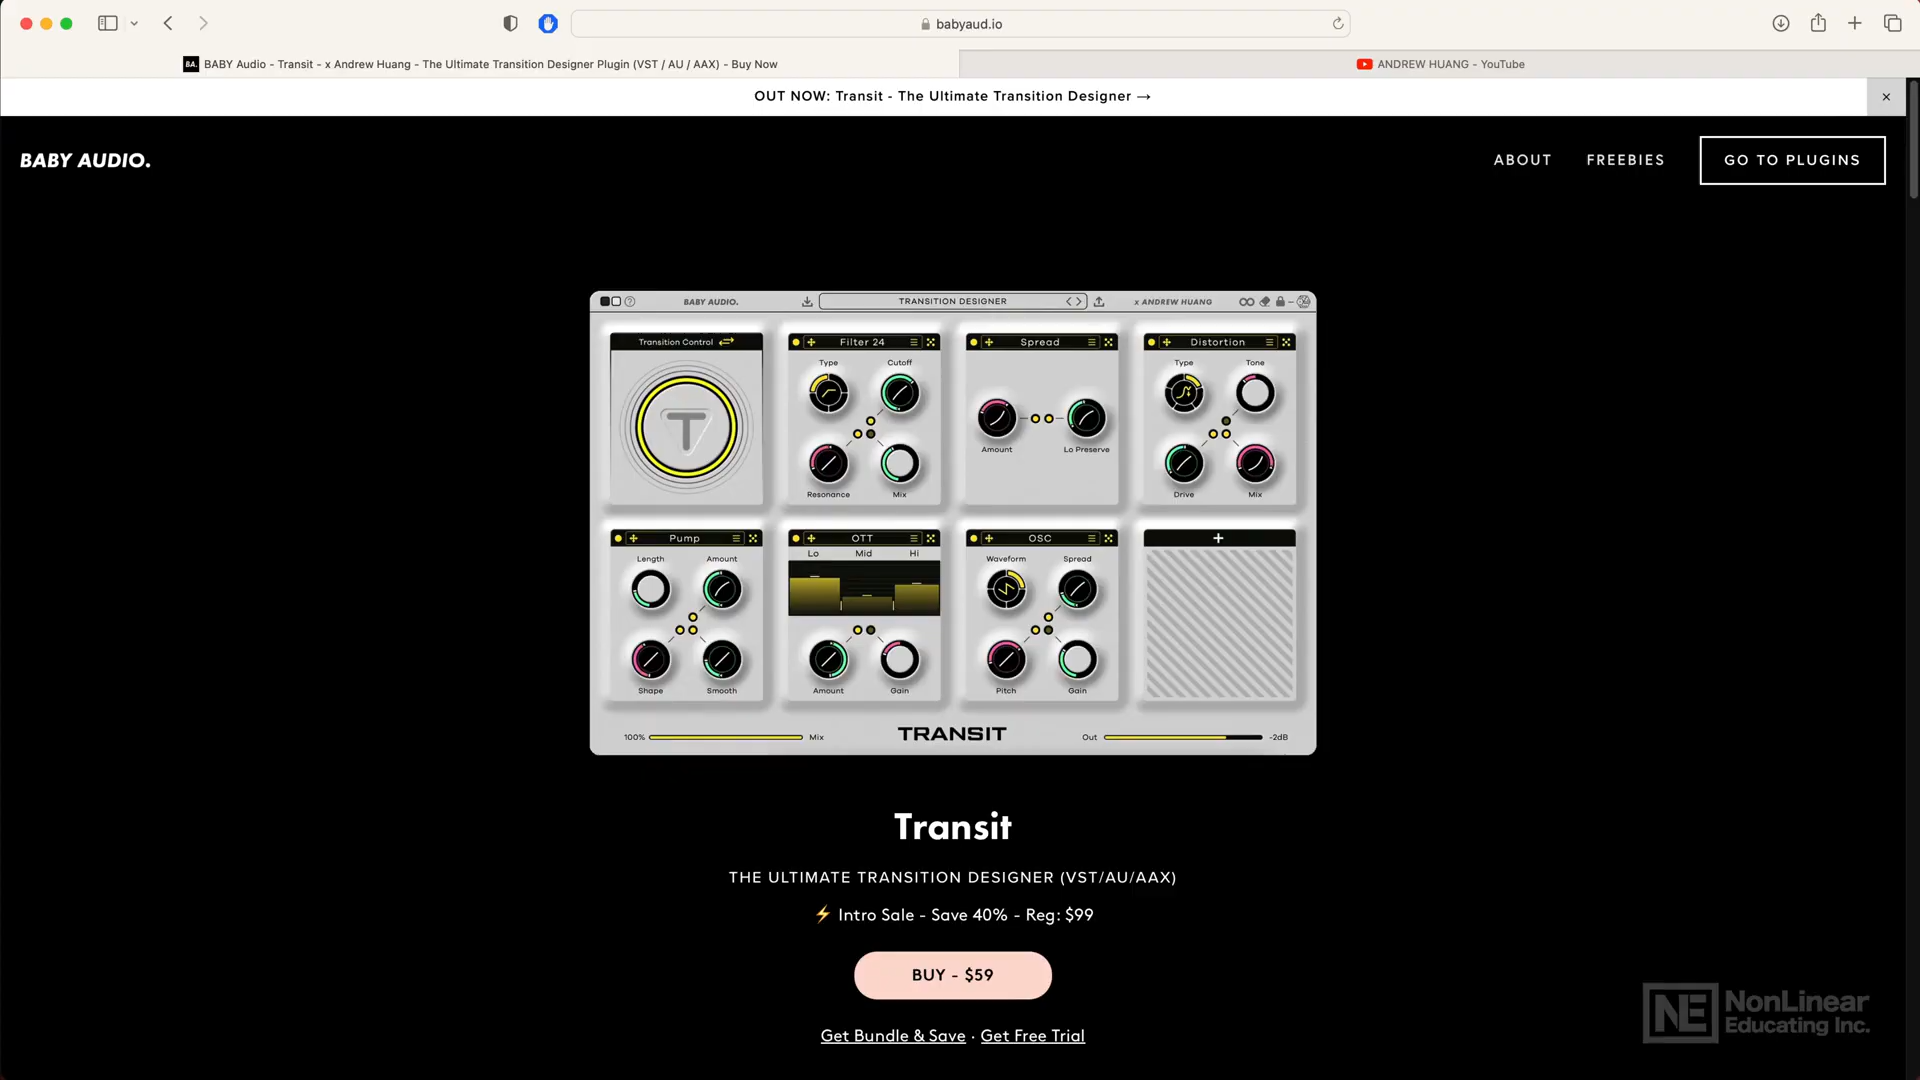 babyaud.io
BA. BABY Audio - Transit - x Andrew Huang - The Ultimate Transition Designer Plugin (VST / AU / AAX) - Buy Now
ANDREW HUANG - YouTube
OUT NOW: Transit - The Ultimate Transition Designer →
BABY AUDIO.
ABOUT
FREEBIES
GO TO PLUGINS
BABY AUDIO.
TRANSITION DESIGNER
x ANDREW HUANG
Transition Control
Filter 24
Spread
Distortion
Type
Cutoff
Type
Tone
T
Amount
Lo Preserve
Resonance
Mix
Drive
Mix
Pump
OTT
OSC
Length
Amount
Lo
Mid
Hi
Waveform
Spread
Shape
Smooth
Amount
Gain
Pitch
Gain
100%
Mix
TRANSIT
Out
-2dB
Transit
THE ULTIMATE TRANSITION DESIGNER (VST/AU/AAX)
⚡ Intro Sale - Save 40% - Reg: $99
BUY - $59
Get Bundle & Save · Get Free Trial
NE NonLinear
Educating Inc.